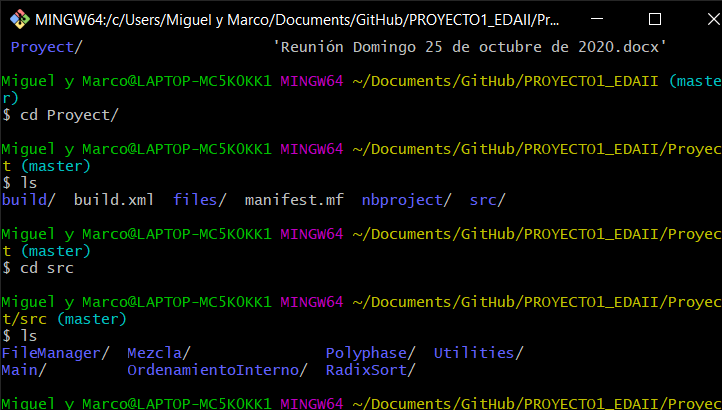 MINGW64:/c/Users/Miguel y Marco/Documents/GitHub/PROYECTO1_EDAII/Pr...
Proyect/ 'Reunión Domingo 25 de octubre de 2020.docx'
Miguel y Marco@LAPTOP-MC5K0KK1 MINGW64 ~/Documents/GitHub/PROYECTO1_EDAII (maste
r)
$ cd Proyect/
Miguel y Marco@LAPTOP-MC5K0KK1 MINGW64 ~/Documents/GitHub/PROYECTO1_EDAII/Proyec
t (master)
$ ls
build/ build.xml files/ manifest.mf nbproject/ src/
Miguel y Marco@LAPTOP-MC5K0KK1 MINGW64 ~/Documents/GitHub/PROYECTO1_EDAII/Proyec
t (master)
$ cd src
Miguel y Marco@LAPTOP-MC5K0KK1 MINGW64 ~/Documents/GitHub/PROYECTO1_EDAII/Proyec
t/src (master)
$ ls
FileManager/ Mezcla/ Polyphase/ Utilities/
Main/ OrdenamientoInterno/ RadixSort/
Miguel y Marco@LAPTOP-MC5K0KK1 MINGW64 ~/Documents/GitHub/PROYECTO1_EDAII/Proyec